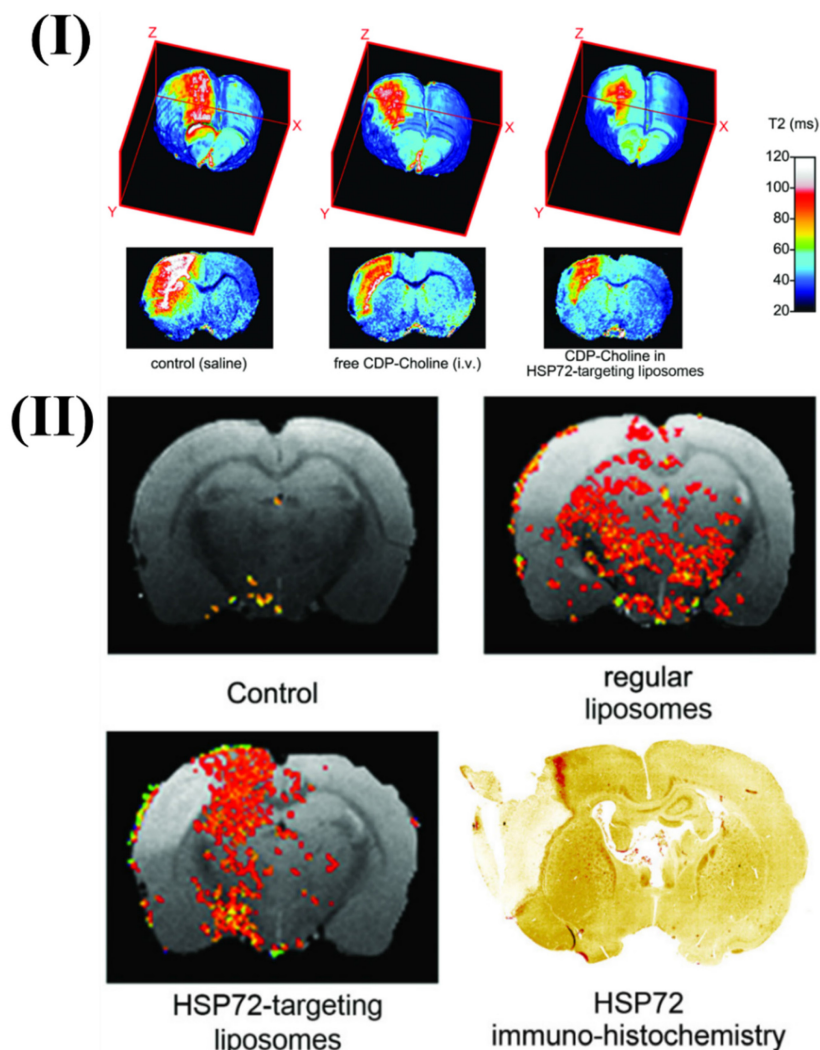 (I)
Z
X
Y
Z
X
Y
Z
X
Y
T2 (ms)
120
100
80
60
40
20
control (saline)
free CDP-Choline (i.v.)
CDP-Choline in
HSP72-targeting liposomes
(II)
Control
regular
liposomes
HSP72-targeting
liposomes
HSP72
immuno-histochemistry